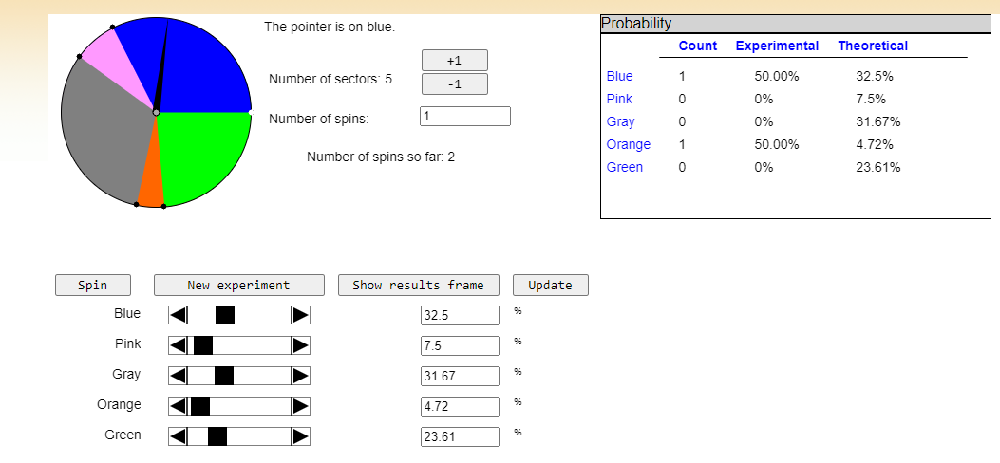 The pointer is on blue.
Number of sectors: 5
+1
-1
Number of spins: 1
Number of spins so far: 2
Probability
Count Experimental Theoretical
Blue 1 50.00% 32.5%
Pink 0 0% 7.5%
Gray 0 0% 31.67%
Orange 1 50.00% 4.72%
Green 0 0% 23.61%
Spin New experiment Show results frame Update
Blue 32.5 %
Pink 7.5 %
Gray 31.67 %
Orange 4.72 %
Green 23.61 %